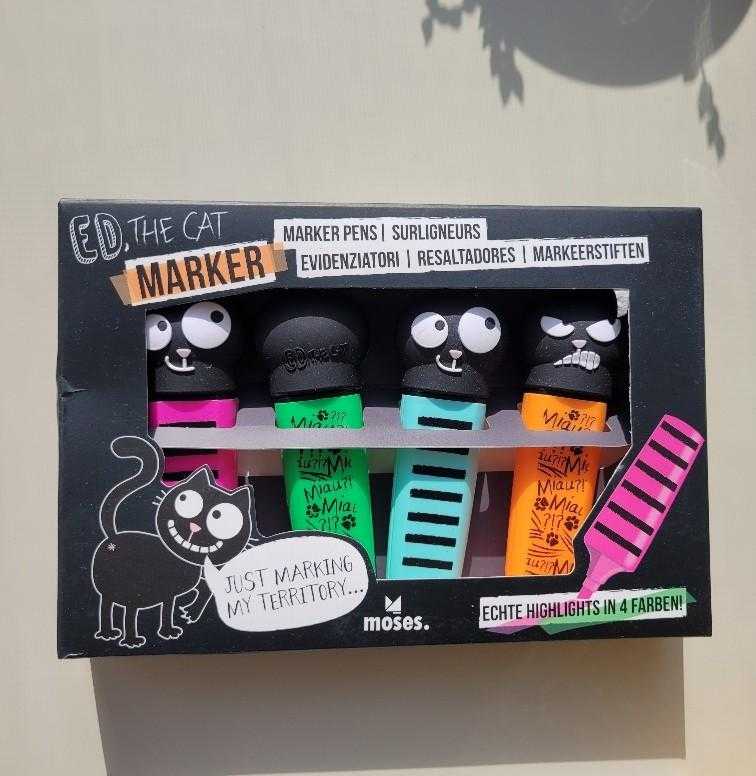 ED, THE CAT
MARKER
MARKER PENS | SURLIGNEURS
EVIDENZIATORI | RESALTADORES | MARKEERSTIFTEN
Miau?!
Miau?!
JUST MARKING
MY TERRITORY...
moses.
ECHTE HIGHLIGHTS IN 4 FARBEN!